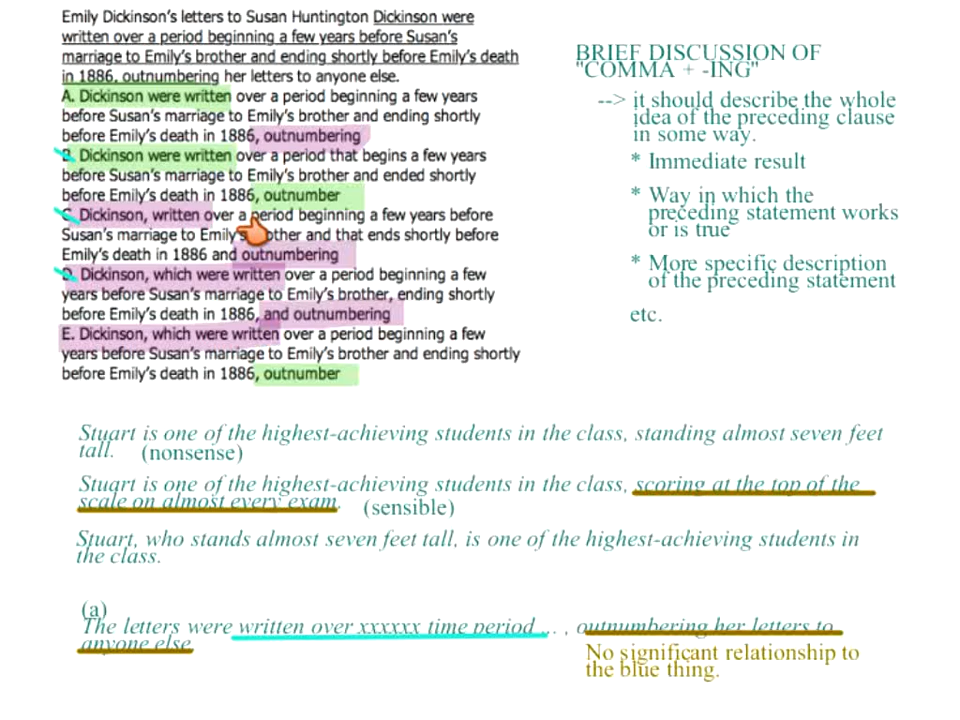 Emily Dickinson's letters to Susan Huntington Dickinson were
written over a period beginning a few years before Susan's
marriage to Emily's brother and ending shortly before Emily's death
in 1886, outnumbering her letters to anyone else.
A. Dickinson were written over a period beginning a few years
before Susan's marriage to Emily's brother and ending shortly
before Emily's death in 1886, outnumbering
B. Dickinson were written over a period that begins a few years
before Susan's marriage to Emily's brother and ended shortly
before Emily's death in 1886, outnumber
C. Dickinson, written over a period beginning a few years before
Susan's marriage to Emily's other and that ends shortly before
Emily's death in 1886 and outnumbering
D. Dickinson, which were written over a period beginning a few
years before Susan's marriage to Emily's brother, ending shortly
before Emily's death in 1886, and outnumbering
E. Dickinson, which were written over a period beginning a few
years before Susan's marriage to Emily's brother and ending shortly
before Emily's death in 1886, outnumber
BRIEF DISCUSSION OF
"COMMA + -ING"
--> it should describe the whole
idea of the preceding clause
in some way.
* Immediate result
* Way in which the
preceding statement works
or is true
* More specific description
of the preceding statement
etc.
Stuart is one of the highest-achieving students in the class, standing almost seven feet
tall. (nonsense)
Stuart is one of the highest-achieving students in the class, scoring at the top of the
scale on almost every exam. (sensible)
Stuart, who stands almost seven feet tall, is one of the highest-achieving students in
the class.
(a)
The letters were written over xxxxxx time period ... , outnumbering her letters to
anyone else.
No significant relationship to
the blue thing.